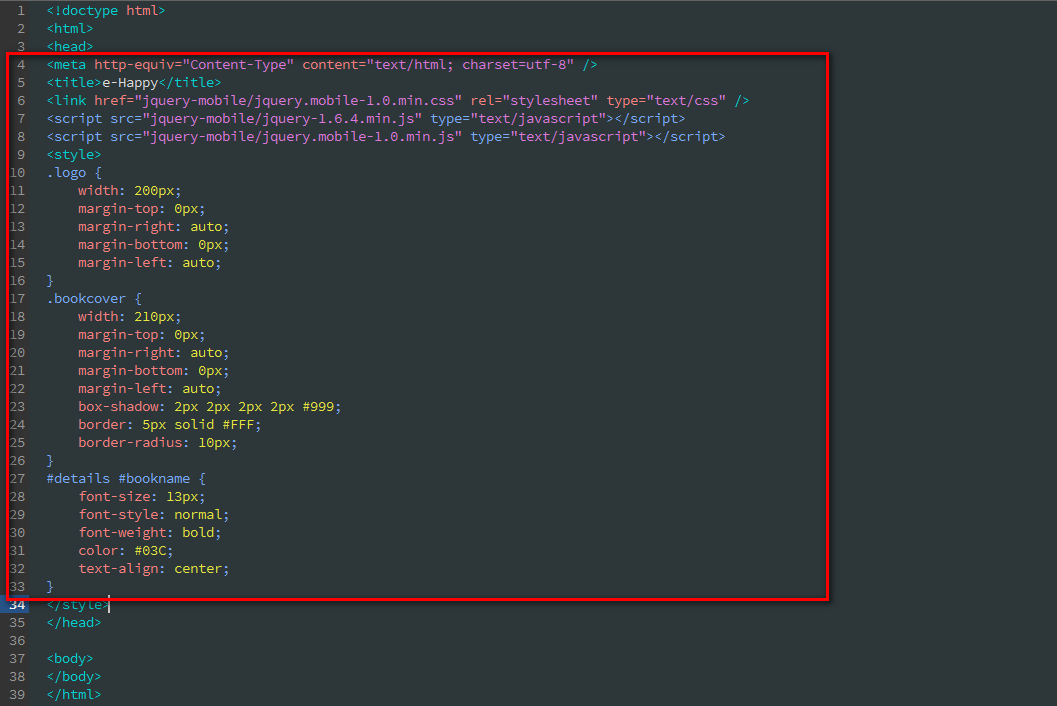 1 <!doctype html>
2 <html>
3 <head>
4 <meta http-equiv="Content-Type" content="text/html; charset=utf-8" />
5 <title>e-Happy</title>
6 <link href="jquery-mobile/jquery.mobile-1.0.min.css" rel="stylesheet" type="text/css" />
7 <script src="jquery-mobile/jquery-1.6.4.min.js" type="text/javascript"></script>
8 <script src="jquery-mobile/jquery.mobile-1.0.min.js" type="text/javascript"></script>
9 <style>
10 .logo {
11     width: 200px;
12     margin-top: 0px;
13     margin-right: auto;
14     margin-bottom: 0px;
15     margin-left: auto;
16 }
17 .bookcover {
18     width: 210px;
19     margin-top: 0px;
20     margin-right: auto;
21     margin-bottom: 0px;
22     margin-left: auto;
23     box-shadow: 2px 2px 2px 2px #999;
24     border: 5px solid #FFF;
25     border-radius: 10px;
26 }
27 #details #bookname {
28     font-size: 13px;
29     font-style: normal;
30     font-weight: bold;
31     color: #03C;
32     text-align: center;
33 }
34 </style>
35 </head>
36
37 <body>
38 </body>
39 </html>